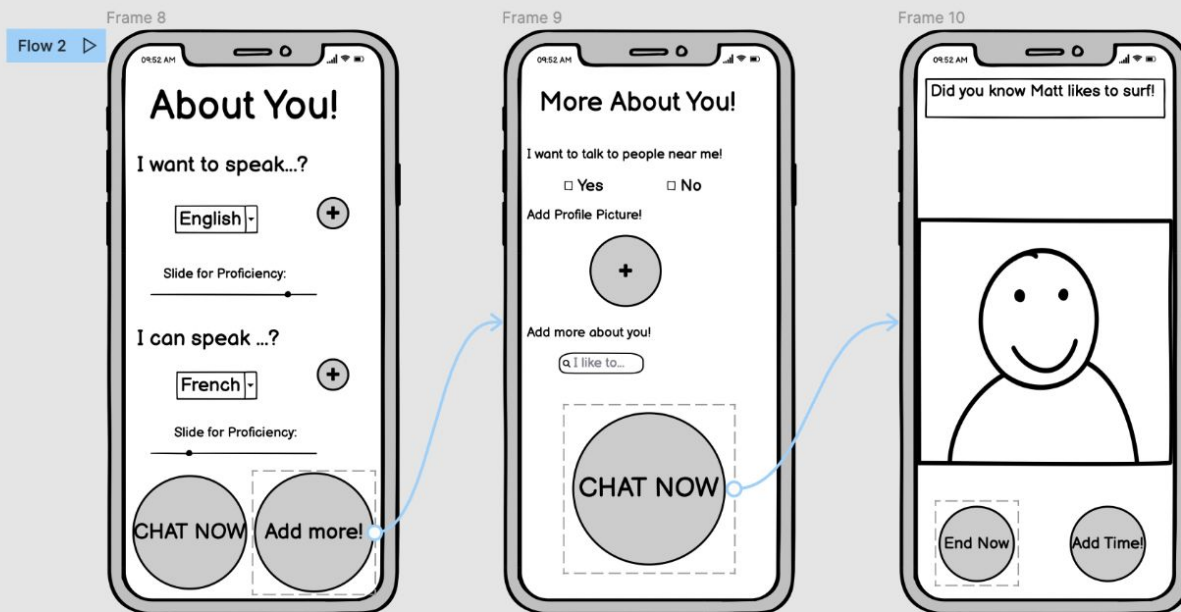 Flow 2
Frame 8
09:52 AM
About You!
I want to speak...?
English
+
Slide for Proficiency:
I can speak ...?
French
+
Slide for Proficiency:
CHAT NOW
Add more!
Frame 9
09:52 AM
More About You!
I want to talk to people near me!
Yes No
Add Profile Picture!
+
Add more about you!
I like to...
CHAT NOW
Frame 10
09:52 AM
Did you know Matt likes to surf!
End Now
Add Time!